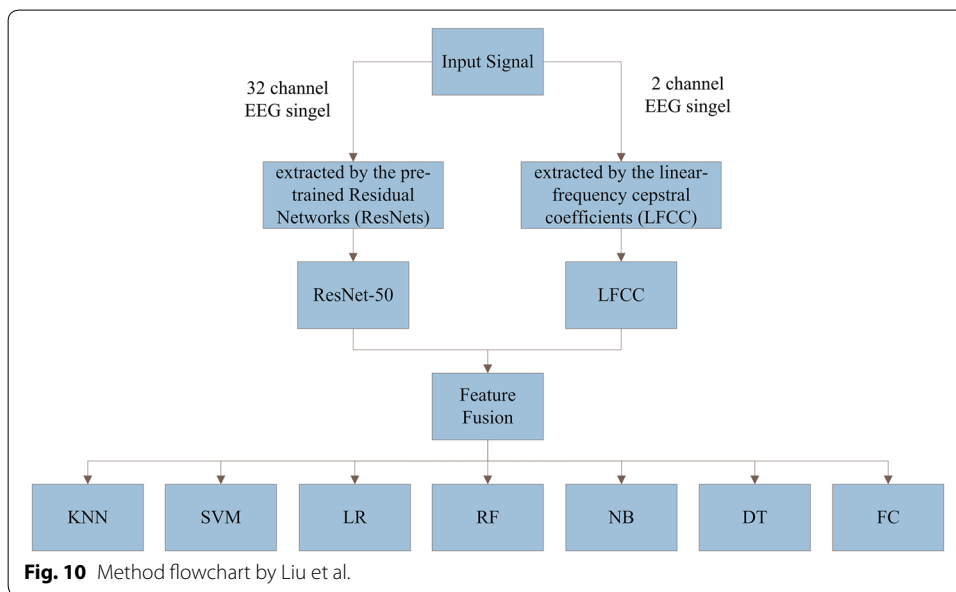 Input Signal
32 channel
EEG singel
2 channel
EEG singel
extracted by the pre-
trained Residual
Networks (ResNets)
extracted by the linear-
frequency cepstral
coefficients (LFCC)
ResNet-50
LFCC
Feature
Fusion
KNN
SVM
LR
RF
NB
DT
FC
Fig. 10 Method flowchart by Liu et al.